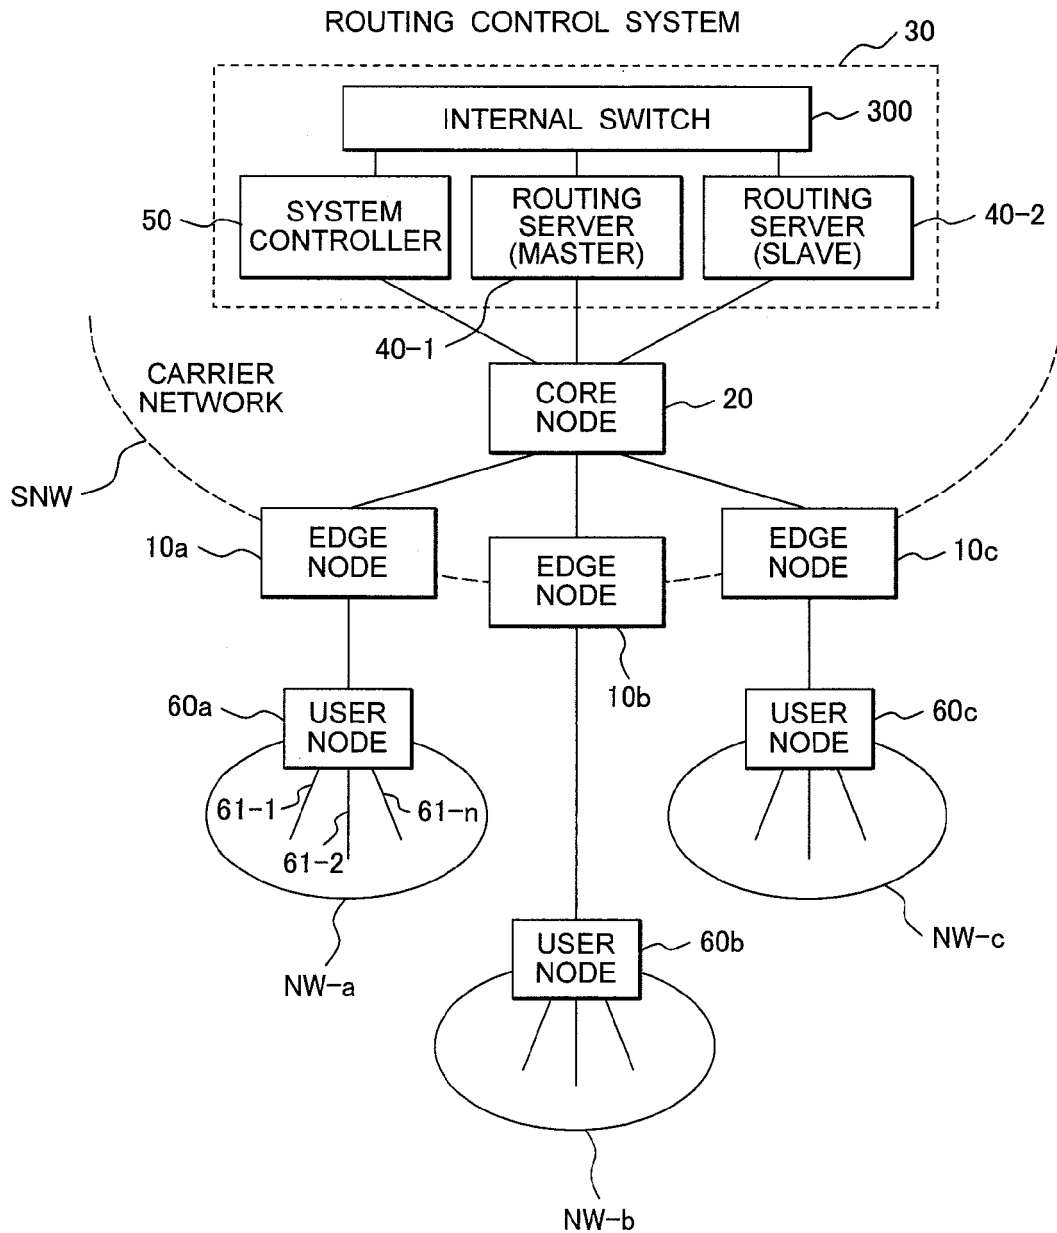 ROUTING CONTROL SYSTEM
30
INTERNAL SWITCH
300
50
SYSTEM
CONTROLLER
ROUTING
SERVER
(MASTER)
ROUTING
SERVER
(SLAVE)
40-2
40-1
CARRIER
NETWORK
CORE
NODE
20
SNW
10a
EDGE
NODE
EDGE
NODE
EDGE
NODE
10c
10b
60a
USER
NODE
USER
NODE
60c
61-1
61-n
61-2
NW-a
USER
NODE
60b
NW-c
NW-b